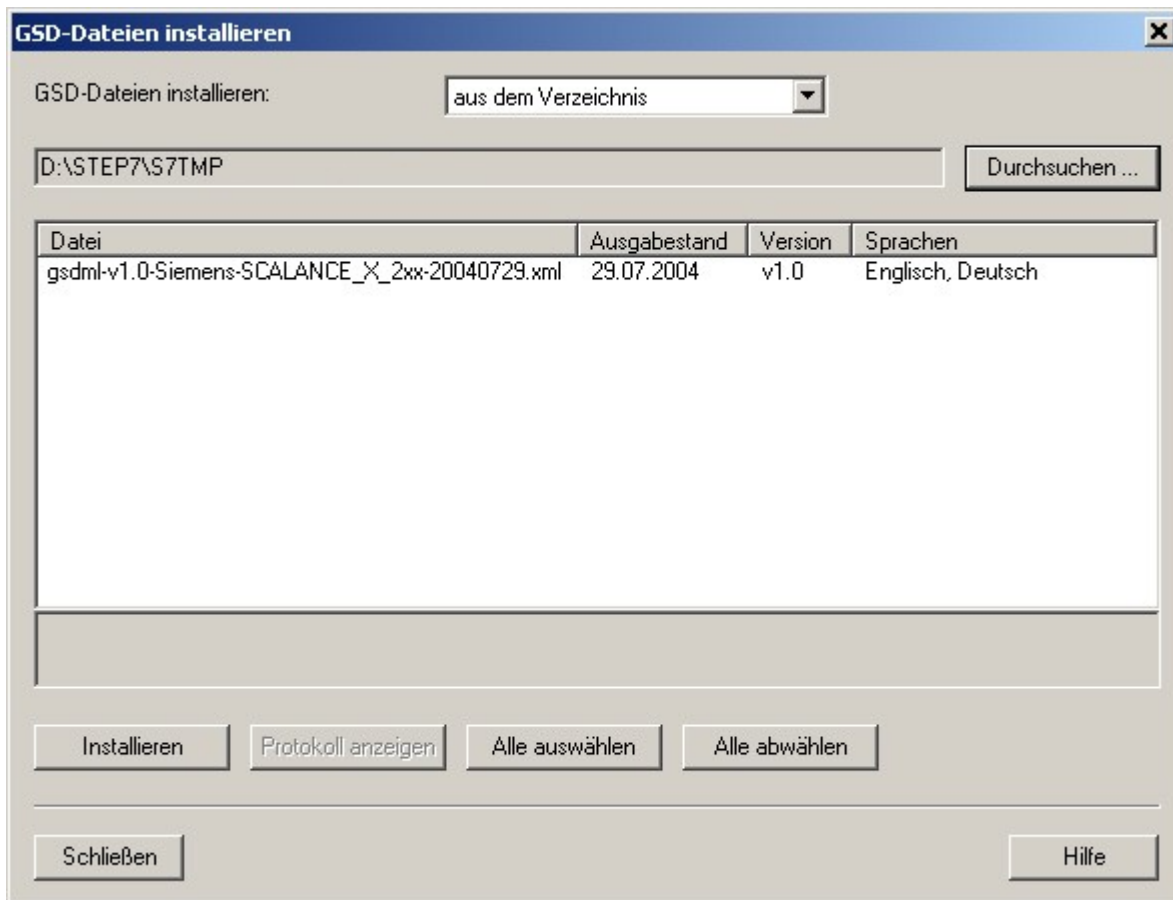 GSD-Dateien installieren
GSD-Dateien installieren: aus dem Verzeichnis
D:\STEP7\S7TMP Durchsuchen ...
Datei Ausgabestand Version Sprachen
gsdml-v1.0-Siemens-SCALANCE_X_2xx-20040729.xml 29.07.2004 v1.0 Englisch, Deutsch
Installieren Protokoll anzeigen Alle auswählen Alle abwählen
Schließen Hilfe